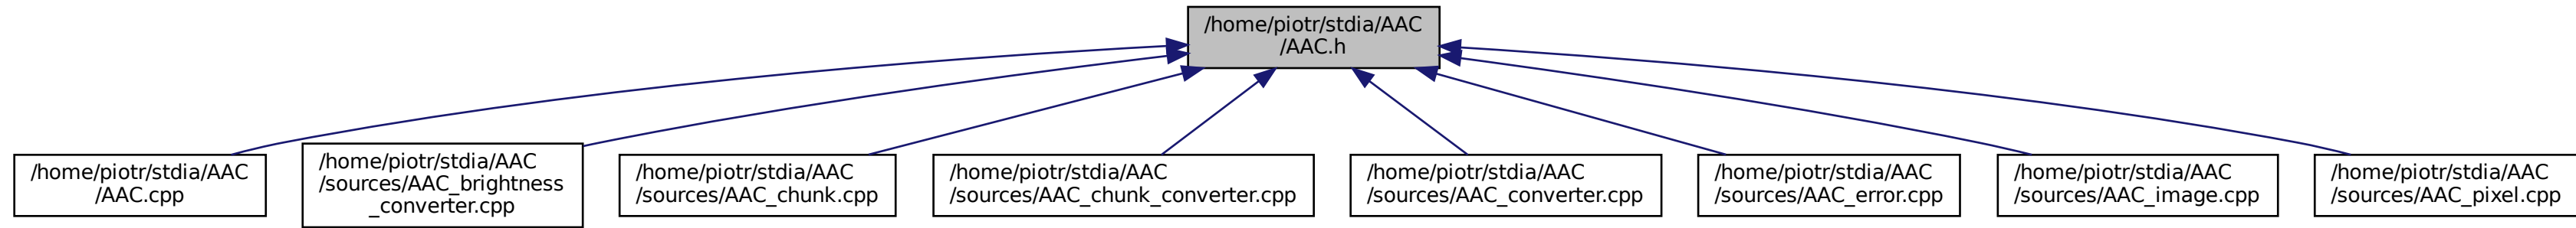 /home/piotr/stdia/AAC
/AAC.h
/home/piotr/stdia/AAC
/AAC.cpp
/home/piotr/stdia/AAC
/sources/AAC_brightness
_converter.cpp
/home/piotr/stdia/AAC
/sources/AAC_chunk.cpp
/home/piotr/stdia/AAC
/sources/AAC_chunk_converter.cpp
/home/piotr/stdia/AAC
/sources/AAC_converter.cpp
/home/piotr/stdia/AAC
/sources/AAC_error.cpp
/home/piotr/stdia/AAC
/sources/AAC_image.cpp
/home/piotr/stdia/AAC
/sources/AAC_pixel.cpp